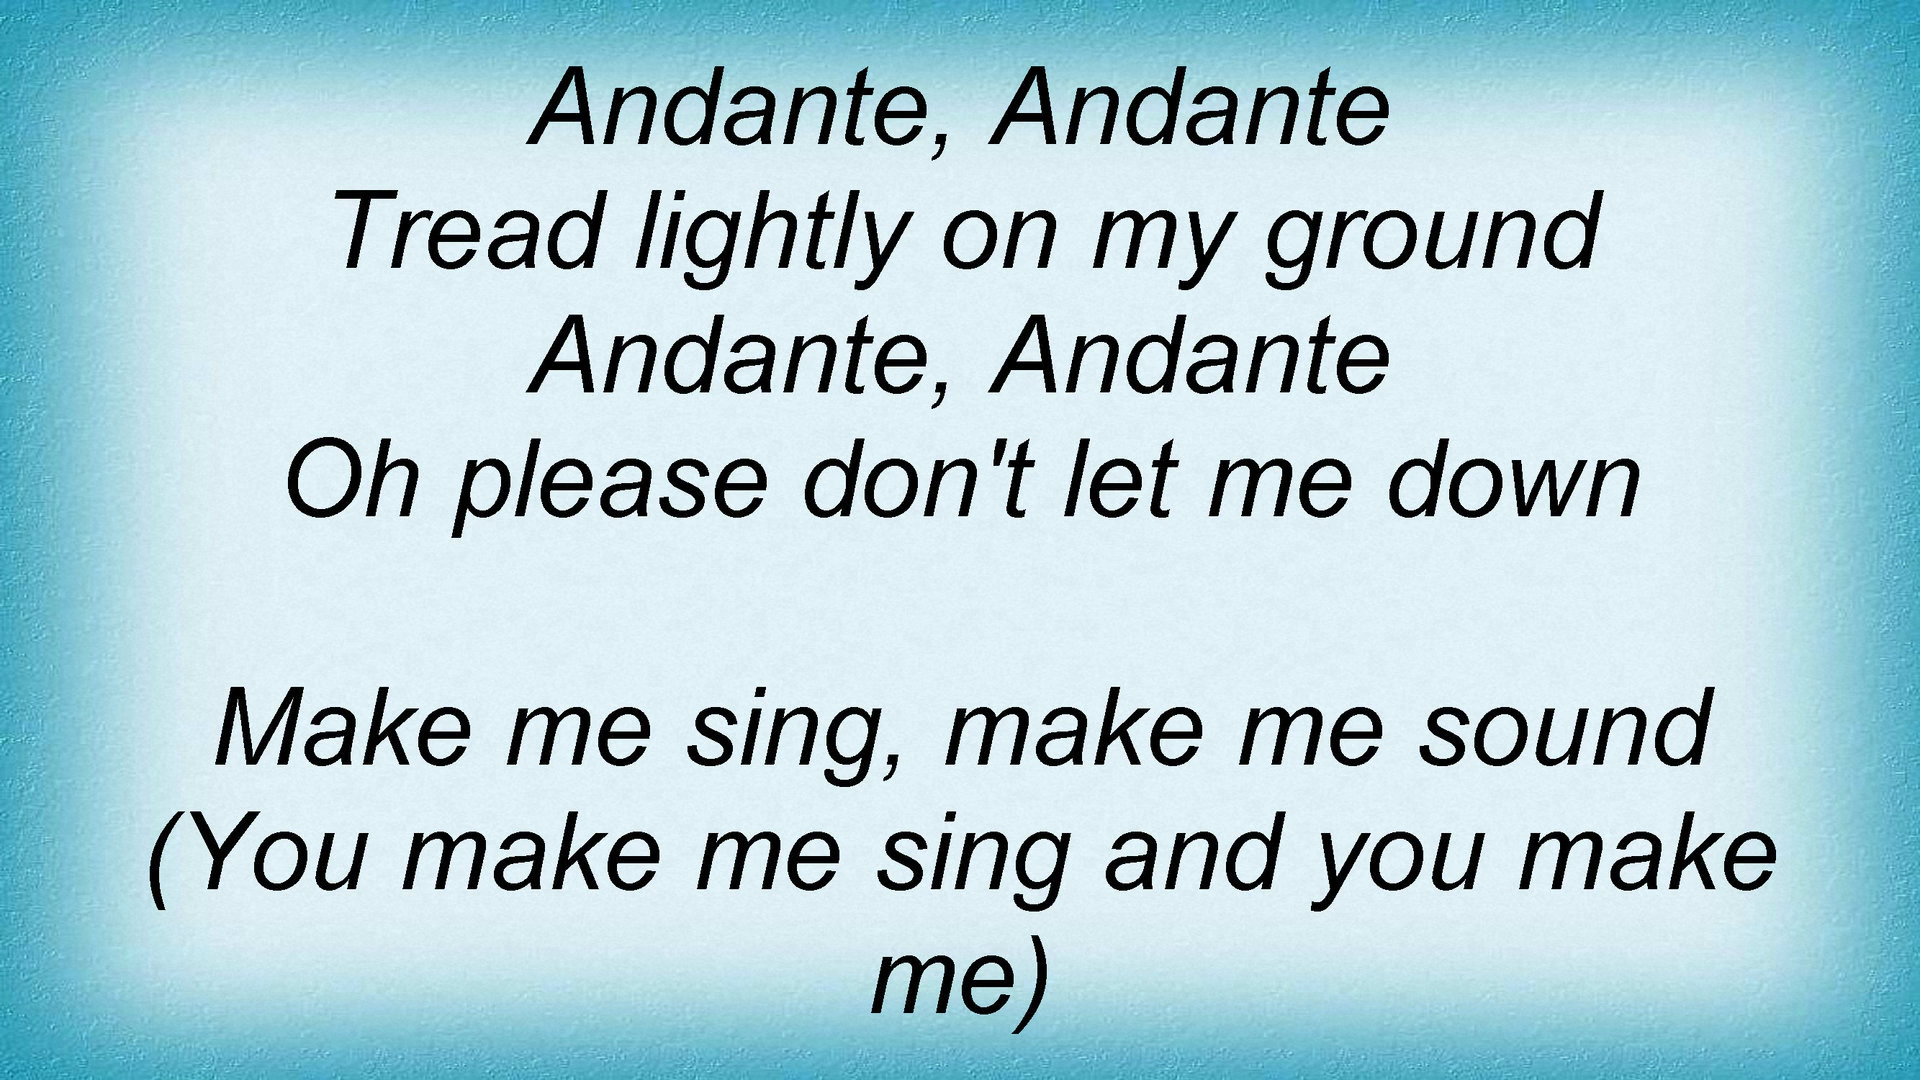 Andante, Andante
Tread lightly on my ground
Andante, Andante
Oh please don't let me down
Make me sing, make me sound
(You make me sing and you make
me)